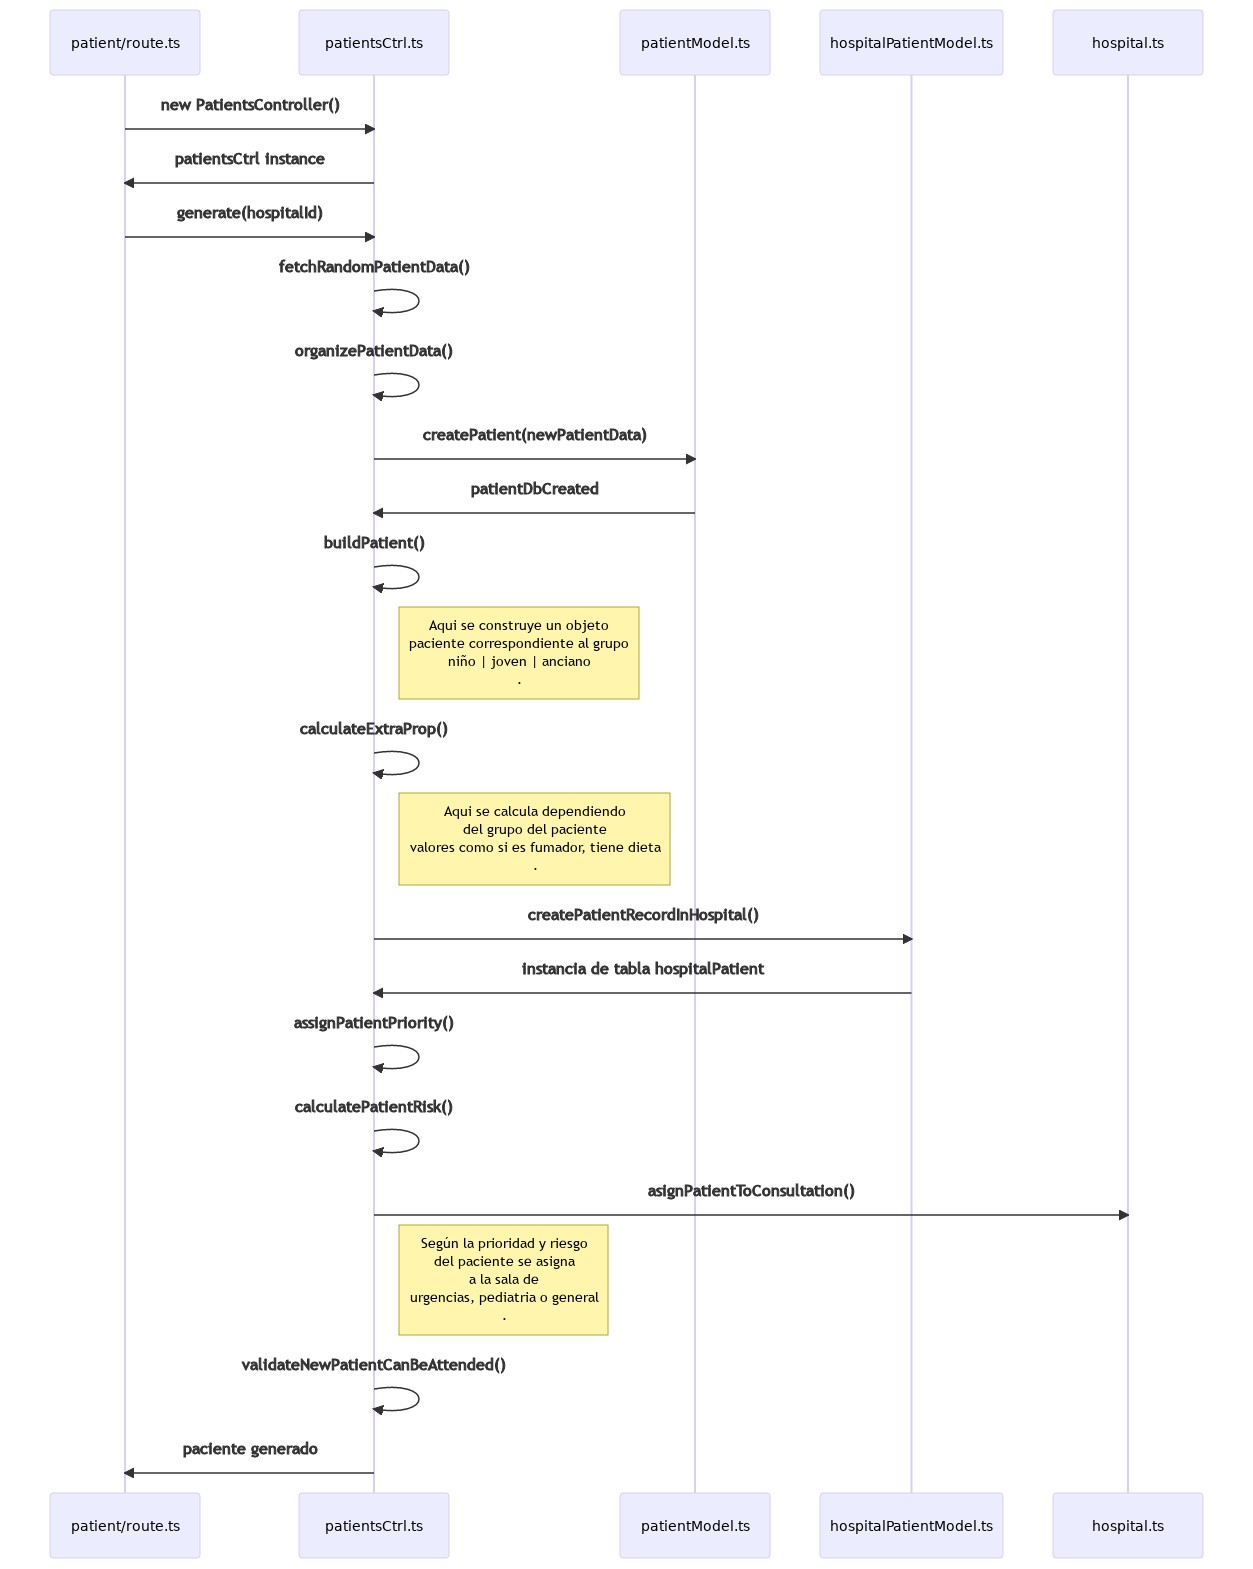 patient/route.ts
patientsCtrl.ts
patientModel.ts
hospitalPatientModel.ts
hospital.ts
new PatientsController()
patientsCtrl instance
generate(hospitalId)
fetchRandomPatientData()
organizePatientData()
createPatient(newPatientData)
patientDbCreated
buildPatient()
Aqui se construye un objeto
paciente correspondiente al grupo
niño | joven | anciano
.
calculateExtraProp()
Aqui se calcula dependiendo
del grupo del paciente
valores como si es fumador, tiene dieta
.
createPatientRecordInHospital()
instancia de tabla hospitalPatient
assignPatientPriority()
calculatePatientRisk()
asignPatientToConsultation()
Según la prioridad y riesgo
del paciente se asigna
a la sala de
urgencias, pediatria o general
.
validateNewPatientCanBeAttended()
paciente generado
patient/route.ts
patientsCtrl.ts
patientModel.ts
hospitalPatientModel.ts
hospital.ts